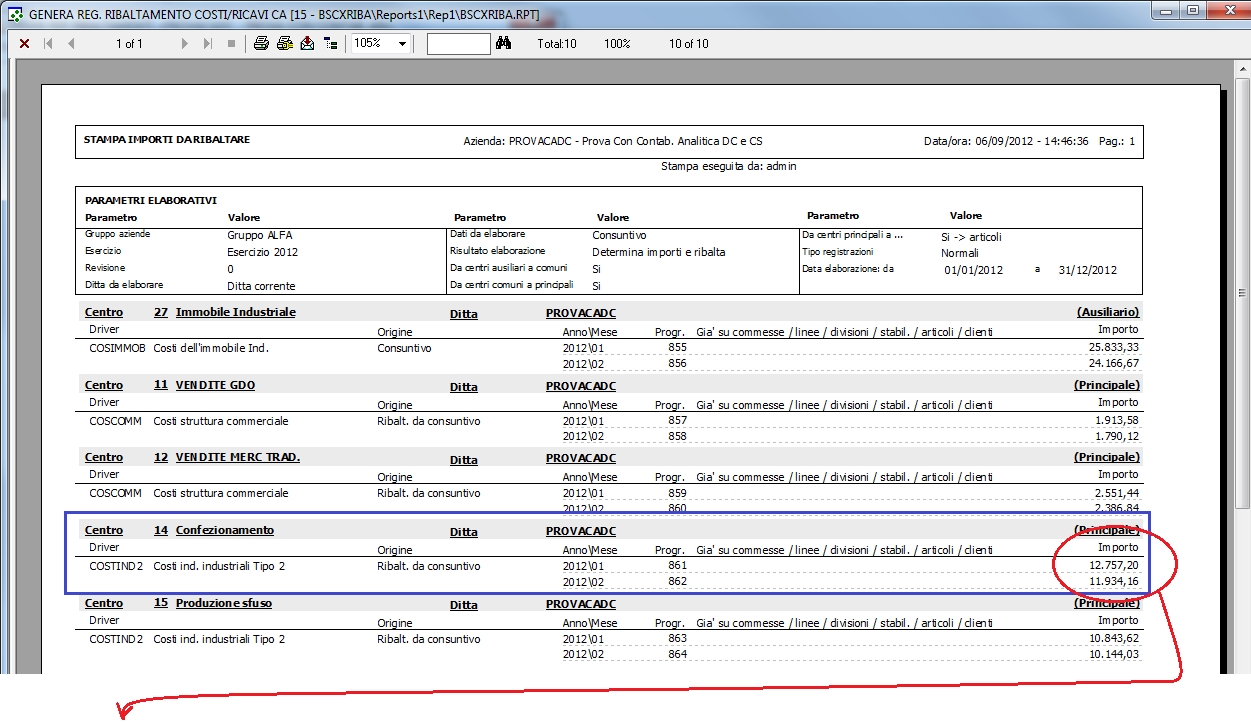 GENERA REG. RIBALTAMENTO COSTI/RICAVI CA [15 - BSCXRIBA\Reports1\Rep1\BSCXRIBA.RPT]
1 of 1 105% Total:10 100% 10 of 10
STAMPA IMPORTI DA RIBALTARE Azienda: PROVACADC - Prova Con Contab. Analitica DC e CS Data/ora: 06/09/2012 - 14:46:36 Pag.: 1
Stampa eseguita da: admin
PARAMETRI ELABORATIVI
Parametro Valore Parametro Valore Parametro Valore
Gruppo aziende Gruppo ALFA Dati da elaborare Consuntivo Da centri principali a ... Si -> articoli
Esercizio Esercizio 2012 Risultato elaborazione Determina importi e ribalta Tipo registrazioni Normali
Revisione 0 Da centri ausiliari a comuni Si Data elaborazione: da 01/01/2012 a 31/12/2012
Ditta da elaborare Ditta corrente Da centri comuni a principali Si
Centro 27 Immobile Industriale Ditta PROVACADC (Ausiliario)
Driver Origine Anno\Mese Progr. Gia' su commesse / linee / divisioni / stabil. / articoli / clienti Importo
COSIMMOB Costi dell'immobile Ind. Consuntivo 2012\01 855 25.833,33
2012\02 856 24.166,67
Centro 11 VENDITE GDO Ditta PROVACADC (Principale)
Driver Origine Anno\Mese Progr. Gia' su commesse / linee / divisioni / stabil. / articoli / clienti Importo
COSCOMM Costi struttura commerciale Ribalt. da consuntivo 2012\01 857 1.913,58
2012\02 858 1.790,12
Centro 12 VENDITE MERC TRAD. Ditta PROVACADC (Principale)
Driver Origine Anno\Mese Progr. Gia' su commesse / linee / divisioni / stabil. / articoli / clienti Importo
COSCOMM Costi struttura commerciale Ribalt. da consuntivo 2012\01 859 2.551,44
2012\02 860 2.386,84
Centro 14 Confezionamento Ditta PROVACADC (Principale)
Driver Origine Anno\Mese Progr. Gia' su commesse / linee / divisioni / stabil. / articoli / clienti Importo
COSTIND2 Costi ind. industriali Tipo 2 Ribalt. da consuntivo 2012\01 861 12.757,20
2012\02 862 11.934,16
Centro 15 Produzione sfuso Ditta PROVACADC (Principale)
Driver Origine Anno\Mese Progr. Gia' su commesse / linee / divisioni / stabil. / articoli / clienti Importo
COSTIND2 Costi ind. industriali Tipo 2 Ribalt. da consuntivo 2012\01 863 10.843,62
2012\02 864 10.144,03